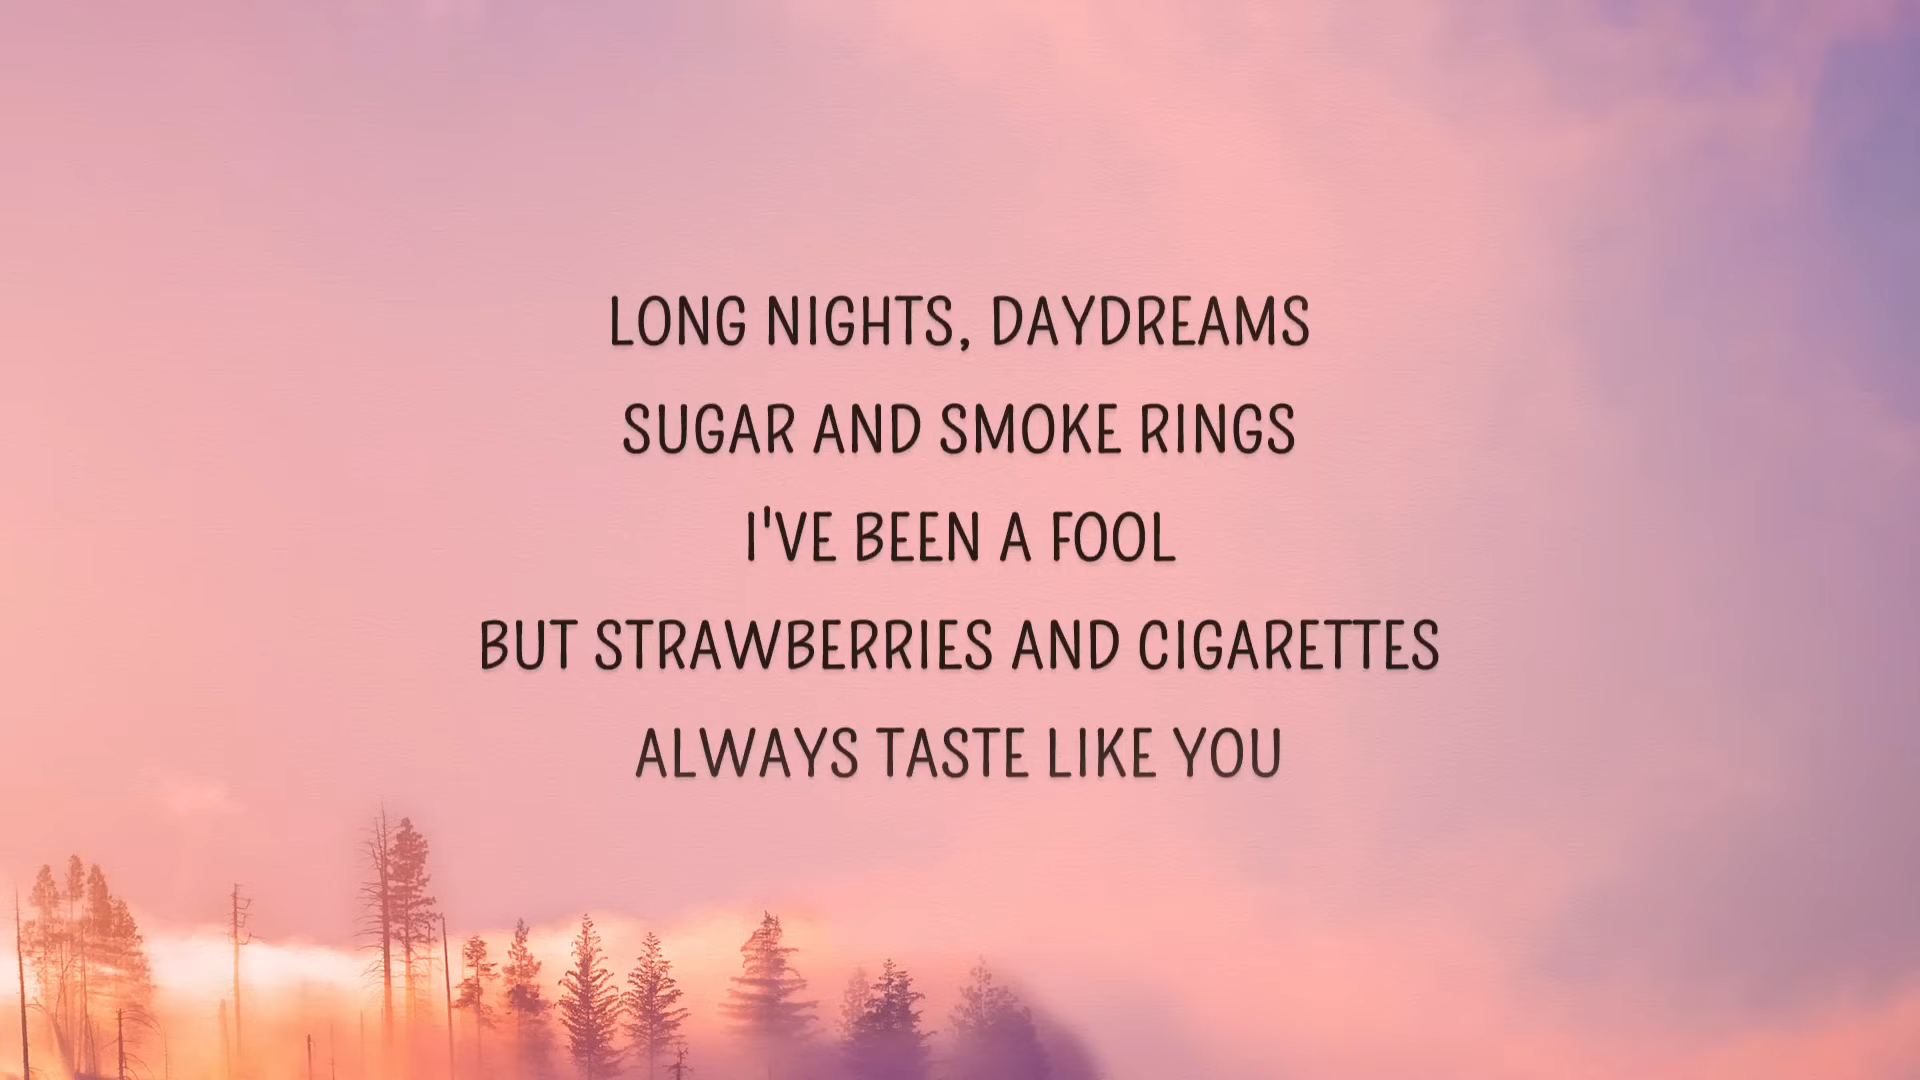 LONG NIGHTS, DAYDREAMS
SUGAR AND SMOKE RINGS
I'VE BEEN A FOOL
BUT STRAWBERRIES AND CIGARETTES
ALWAYS TASTE LIKE YOU